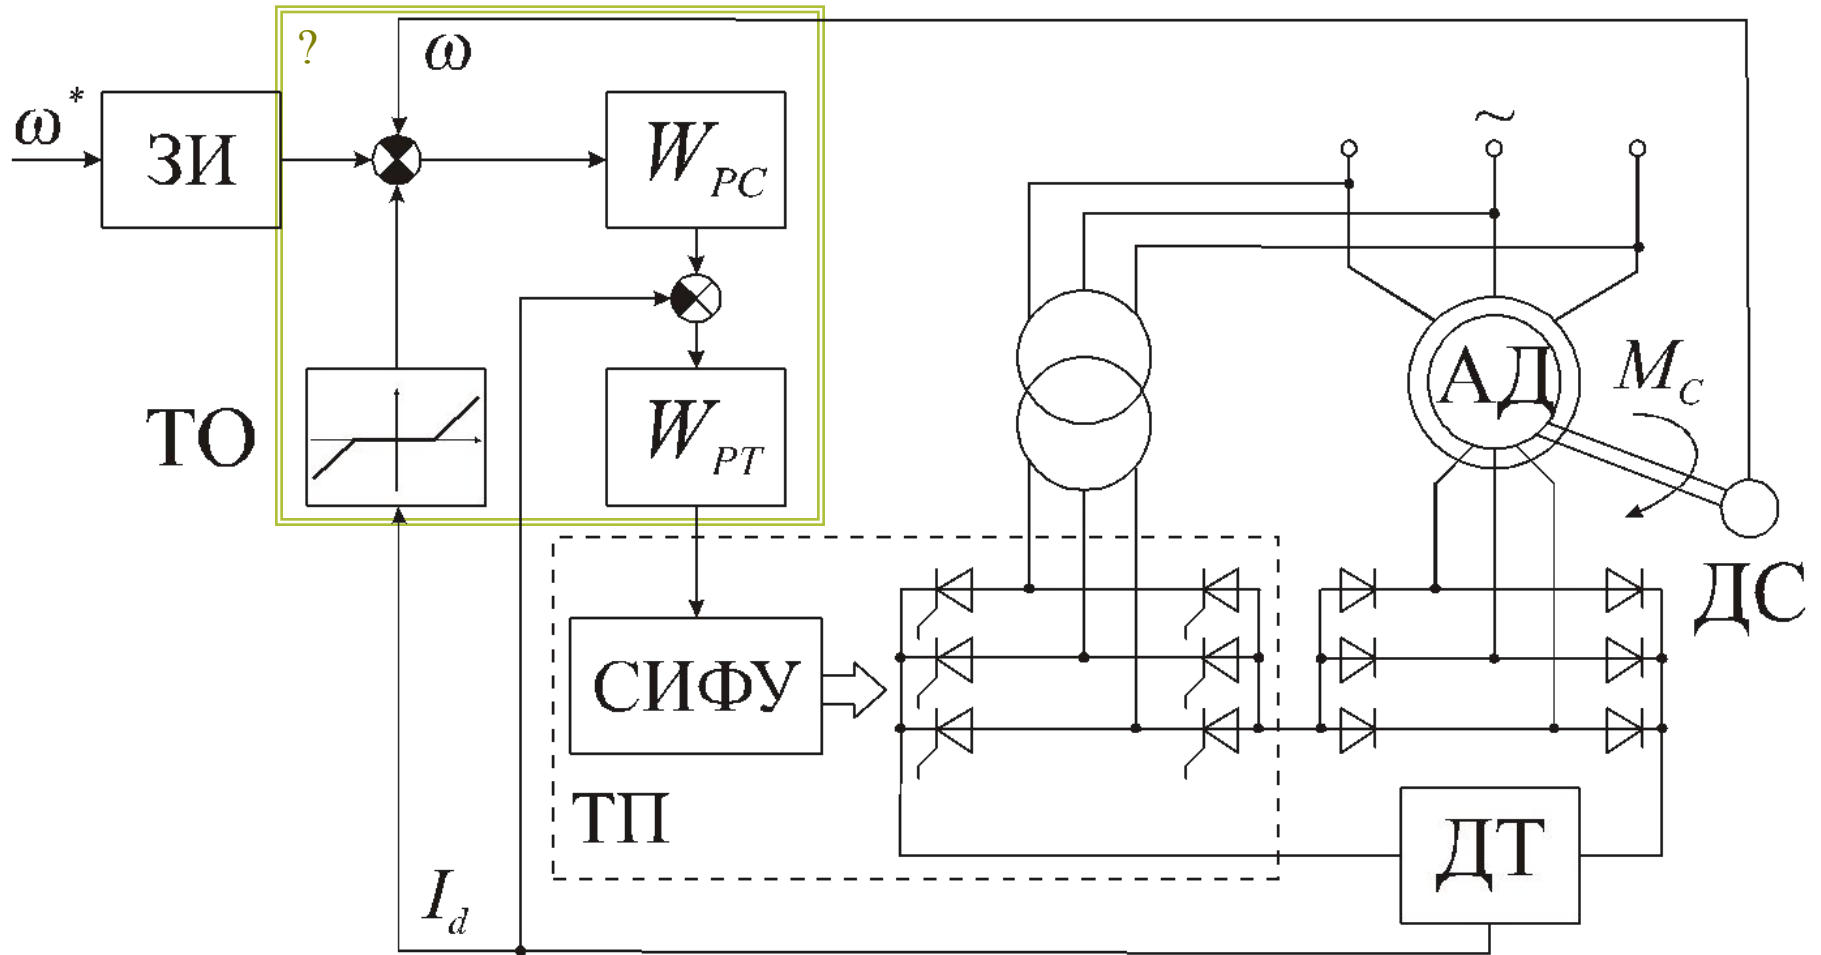 ?
ω
ω*
ЗИ
W_PC
~
ТО
W_PT
АД
M_C
ДС
СИФУ
ТП
ДТ
I_d